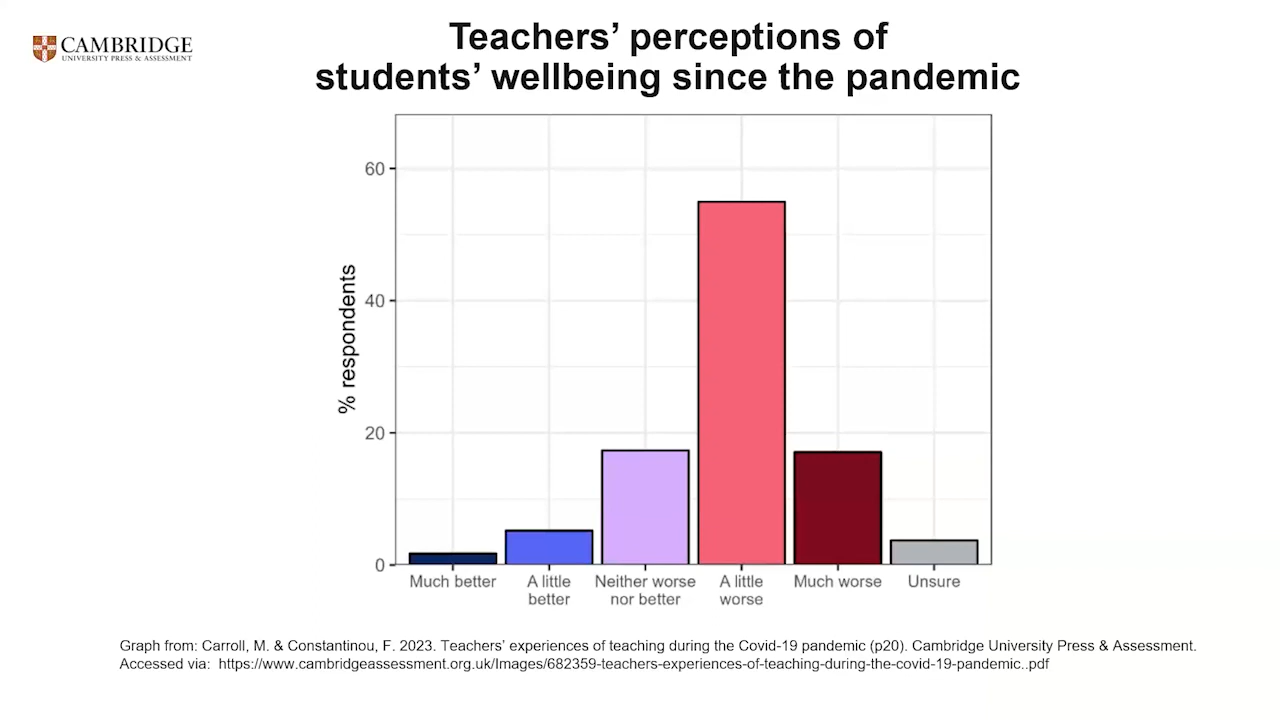 CAMBRIDGE
UNIVERSITY PRESS & ASSESSMENT
Teachers’ perceptions of
students’ wellbeing since the pandemic
% respondents
60
40
20
0
Much better
A little
better
Neither worse
nor better
A little
worse
Much worse
Unsure
Graph from: Carroll, M. & Constantinou, F. 2023. Teachers’ experiences of teaching during the Covid-19 pandemic (p20). Cambridge University Press & Assessment.
Accessed via: https://www.cambridgeassessment.org.uk/Images/682359-teachers-experiences-of-teaching-during-the-covid-19-pandemic..pdf